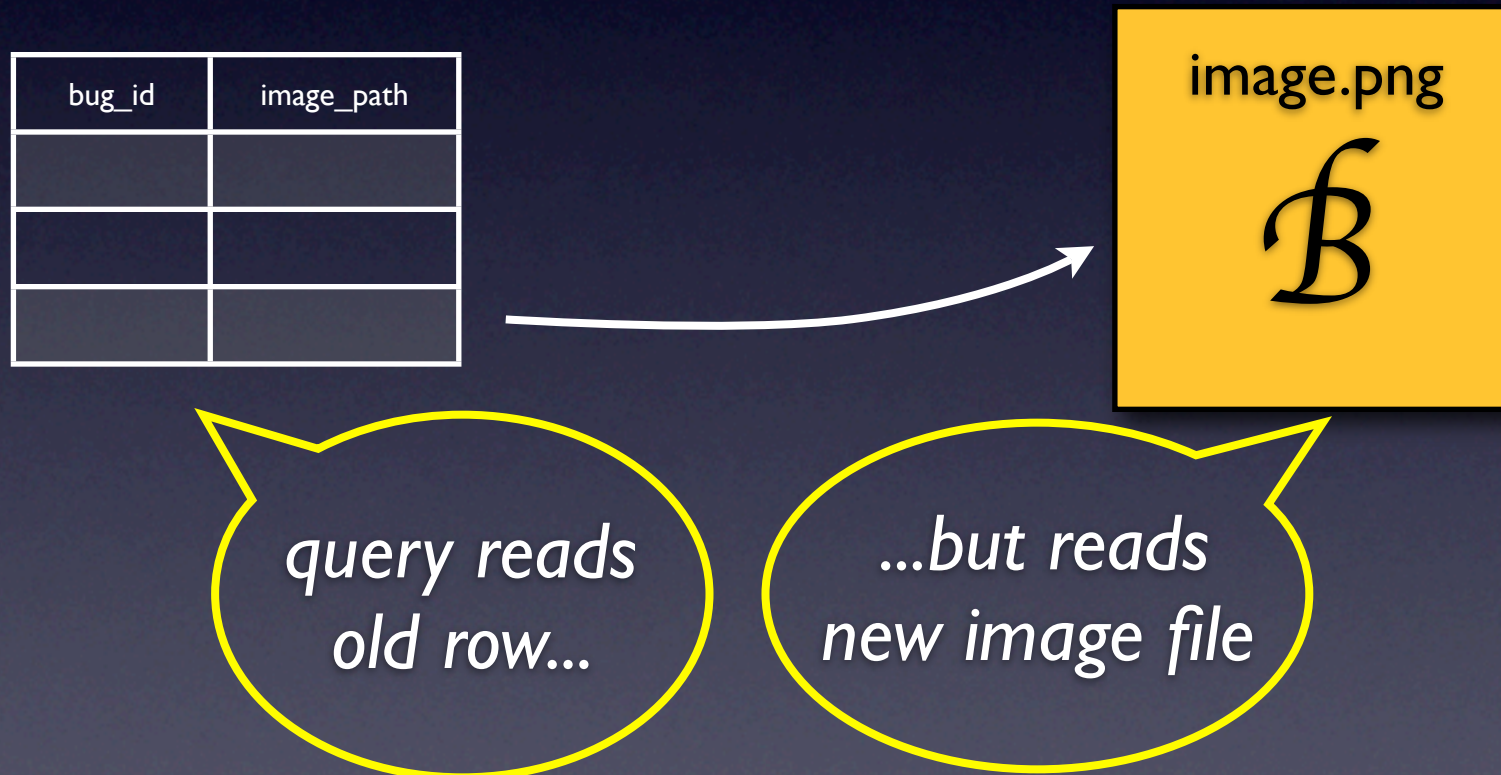 bug_id image_path
image.png
B
query reads
old row...
...but reads
new image file